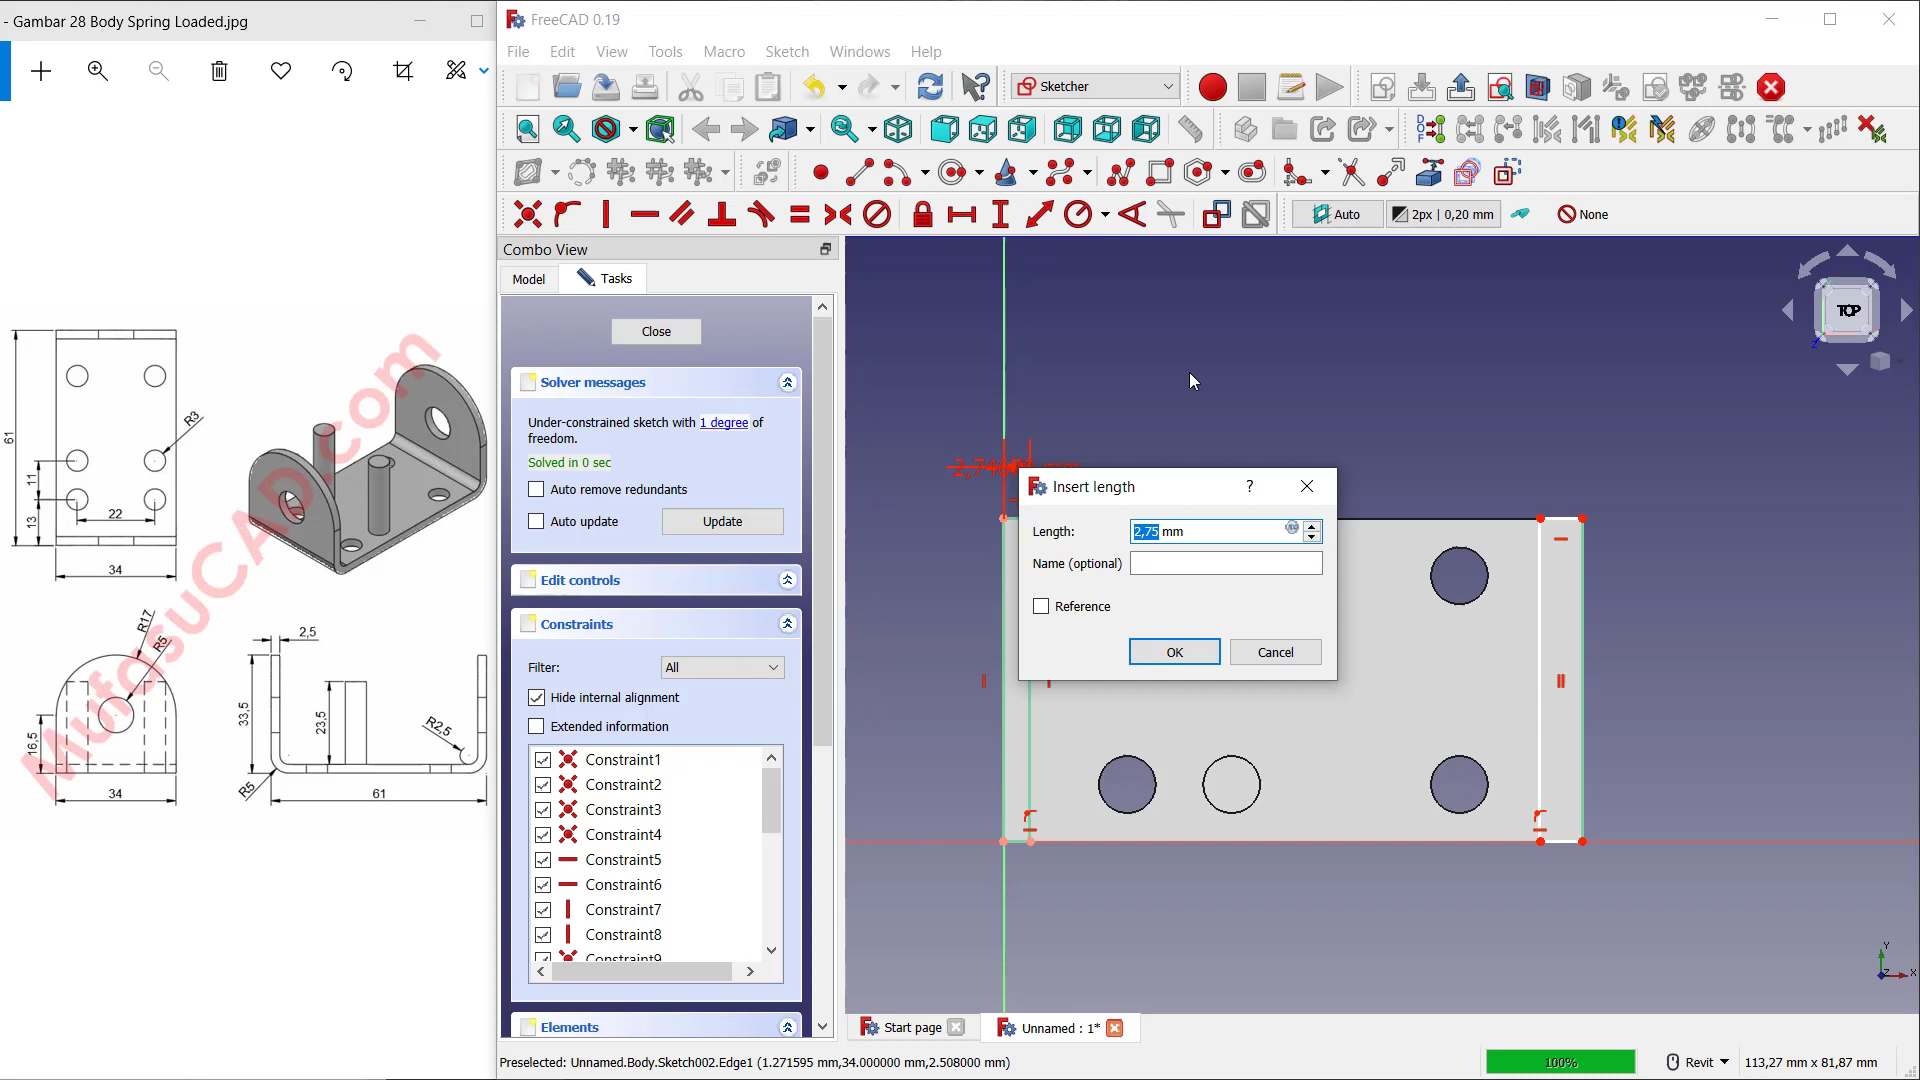 - Gambar 28 Body Spring Loaded.jpg
FreeCAD 0.19
File Edit View Tools Macro Sketch Windows Help
Sketcher
DOF
Auto
2px | 0,20 mm
None
Combo View
Model
Tasks
Close
Solver messages
Under-constrained sketch with 1 degree of
freedom.
Solved in 0 sec
Auto remove redundants
Auto update
Update
Edit controls
Constraints
Filter:
All
Hide internal alignment
Extended information
Constraint1
Constraint2
Constraint3
Constraint4
Constraint5
Constraint6
Constraint7
Constraint8
Constraint9
Elements
61
11
13
22
34
R3
R17
R5
16,5
34
2,5
33,5
23,5
R2,5
R5
61
MufasuCAD.com
Insert length
?
Length:
2,75 mm
Name (optional)
Reference
OK
Cancel
TOP
Z
Y
Z
X
Start page
Unnamed : 1*
Preselected: Unnamed.Body.Sketch002.Edge1 (1.271595 mm,34.000000 mm,2.508000 mm)
100%
Revit
113,27 mm x 81,87 mm